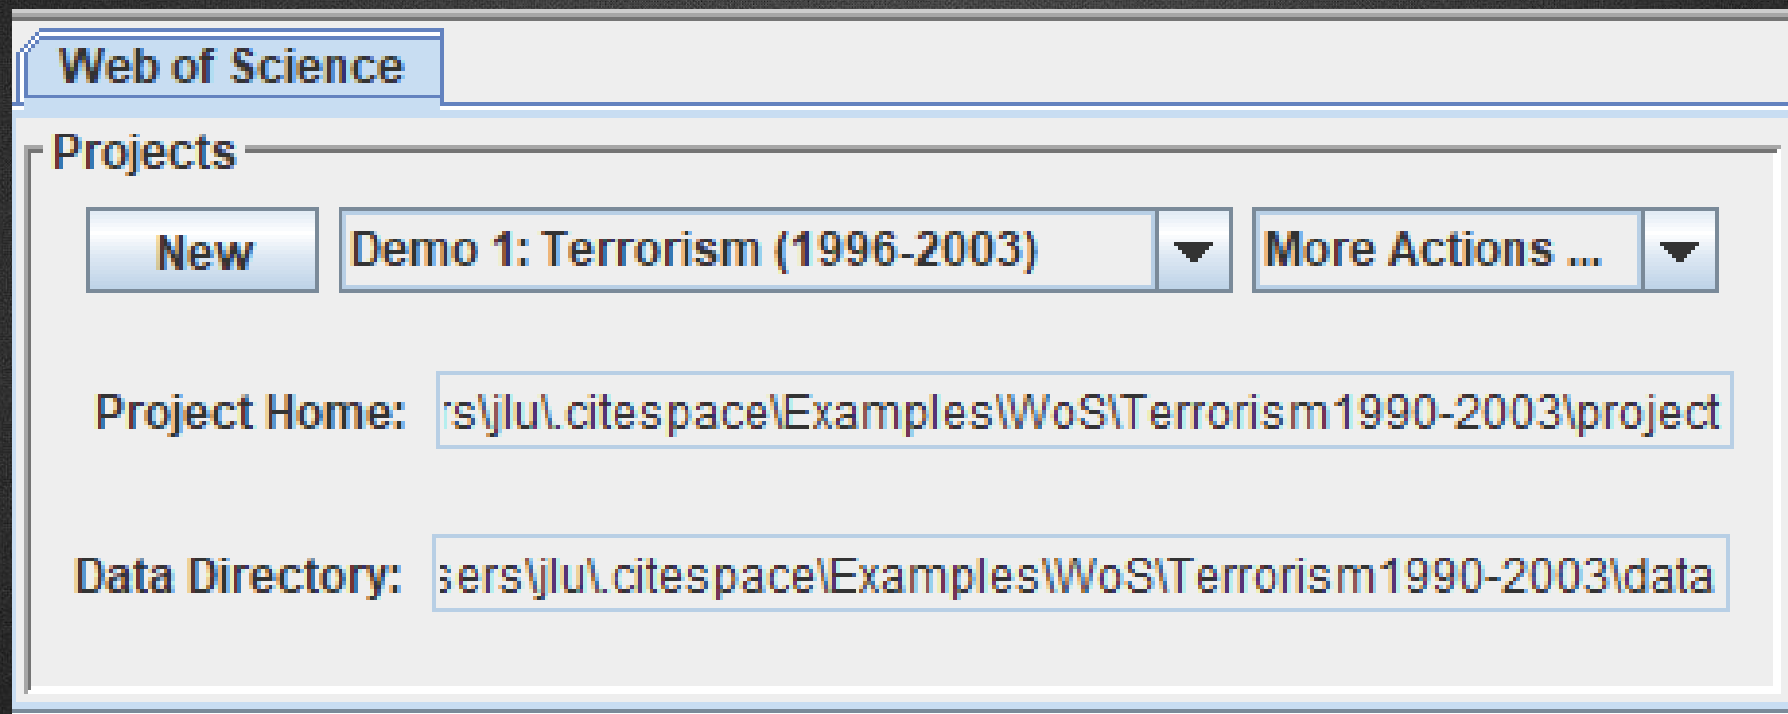 Web of Science
Projects
New Demo 1: Terrorism (1996-2003) More Actions ...
Project Home: rs\jlu\.citespace\Examples\WoS\Terrorism1990-2003\project
Data Directory: sers\jlu\.citespace\Examples\WoS\Terrorism1990-2003\data